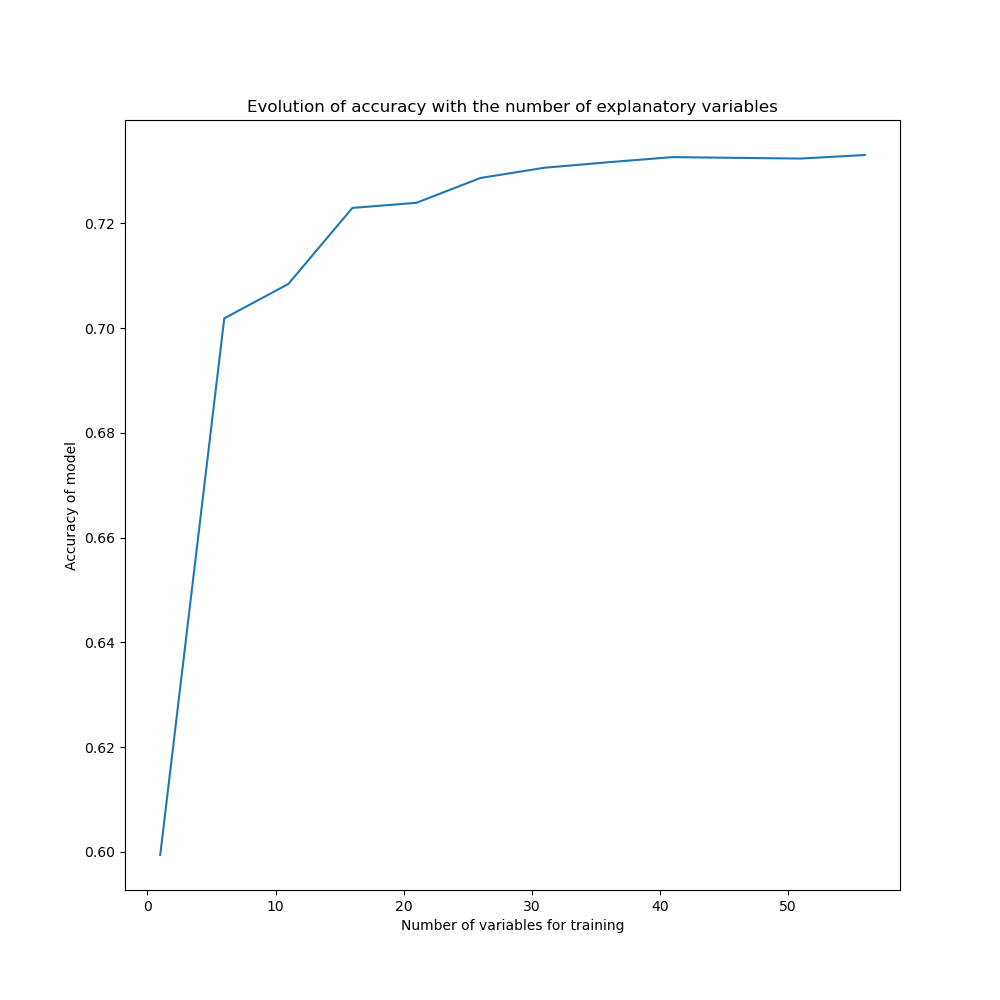 Evolution of accuracy with the number of explanatory variables
0.72
0.70
0.68
0.66
0.64
0.62
0.60
Accuracy of model
0 10 20 30 40 50
Number of variables for training